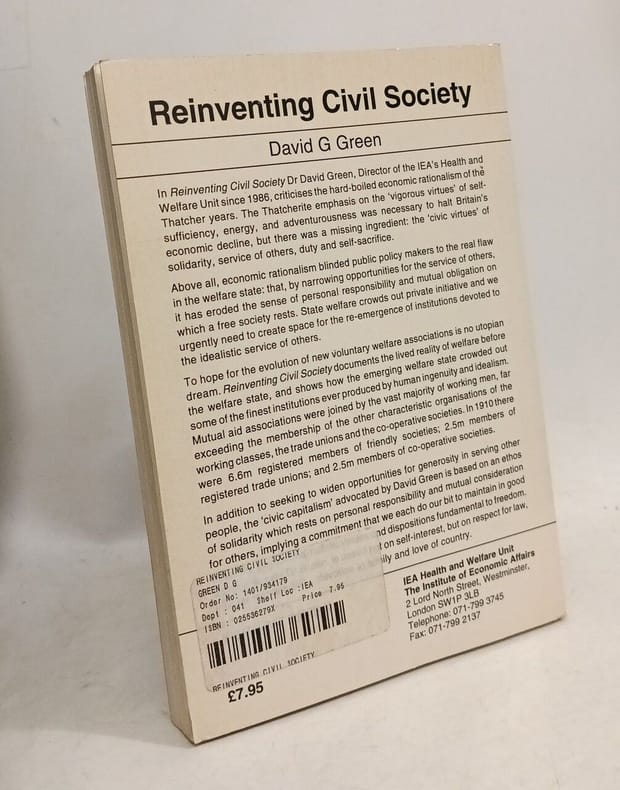 Reinventing Civil Society
David G Green
In Reinventing Civil Society Dr David Green, Director of the IEA's Health and
Welfare Unit since 1986, criticises the hard-boiled economic rationalism of the
Thatcher years. The Thatcherite emphasis on the 'vigorous virtues' of self-
sufficiency, energy, and adventurousness was necessary to halt Britain's
economic decline, but there was a missing ingredient: the 'civic virtues' of
solidarity, service of others, duty and self-sacrifice.
Above all, economic rationalism blinded public policy makers to the real flaw
in the welfare state: that, by narrowing opportunities for the service of others,
it has eroded the sense of personal responsibility and mutual obligation on
which a free society rests. State welfare crowds out private initiative and we
urgently need to create space for the re-emergence of institutions devoted to
the idealistic service of others.
To hope for the evolution of new voluntary welfare associations is no utopian
dream. Reinventing Civil Society documents the lived reality of welfare before
the welfare state, and shows how the emerging welfare state crowded out
some of the finest institutions ever produced by human ingenuity and idealism.
Mutual aid associations were joined by the vast majority of working men, far
exceeding the membership of the other characteristic organisations of the
working classes, the trade unions and the co-operative societies. In 1910 there
were 6.6m registered members of friendly societies; 2.5m members of
registered trade unions; and 2.5m members of co-operative societies.
In addition to seeking to widen opportunities for generosity in serving other
people, the 'civic capitalism' advocated by David Green is based on an ethos
of solidarity which rests on personal responsibility and mutual consideration
for others, implying a commitment that we each do our bit to maintain in good
nd dispositions fundamental to freedom.
t on self-interest, but on respect for law,
ily and love of country.
REINVENTING CIVIL SOCIETY
GREEN D G
Order No: 1401/934179
Dept : 041 Shelf Loc :IEA
ISBN : 025536279X Price 7.95
REINVENTING CIVIL SOCIETY
£7.95
IEA Health and Welfare Unit
The Institute of Economic Affairs
2 Lord North Street, Westminster,
London SW1P 3LB
Telephone: 071-799 3745
Fax: 071-799 2137